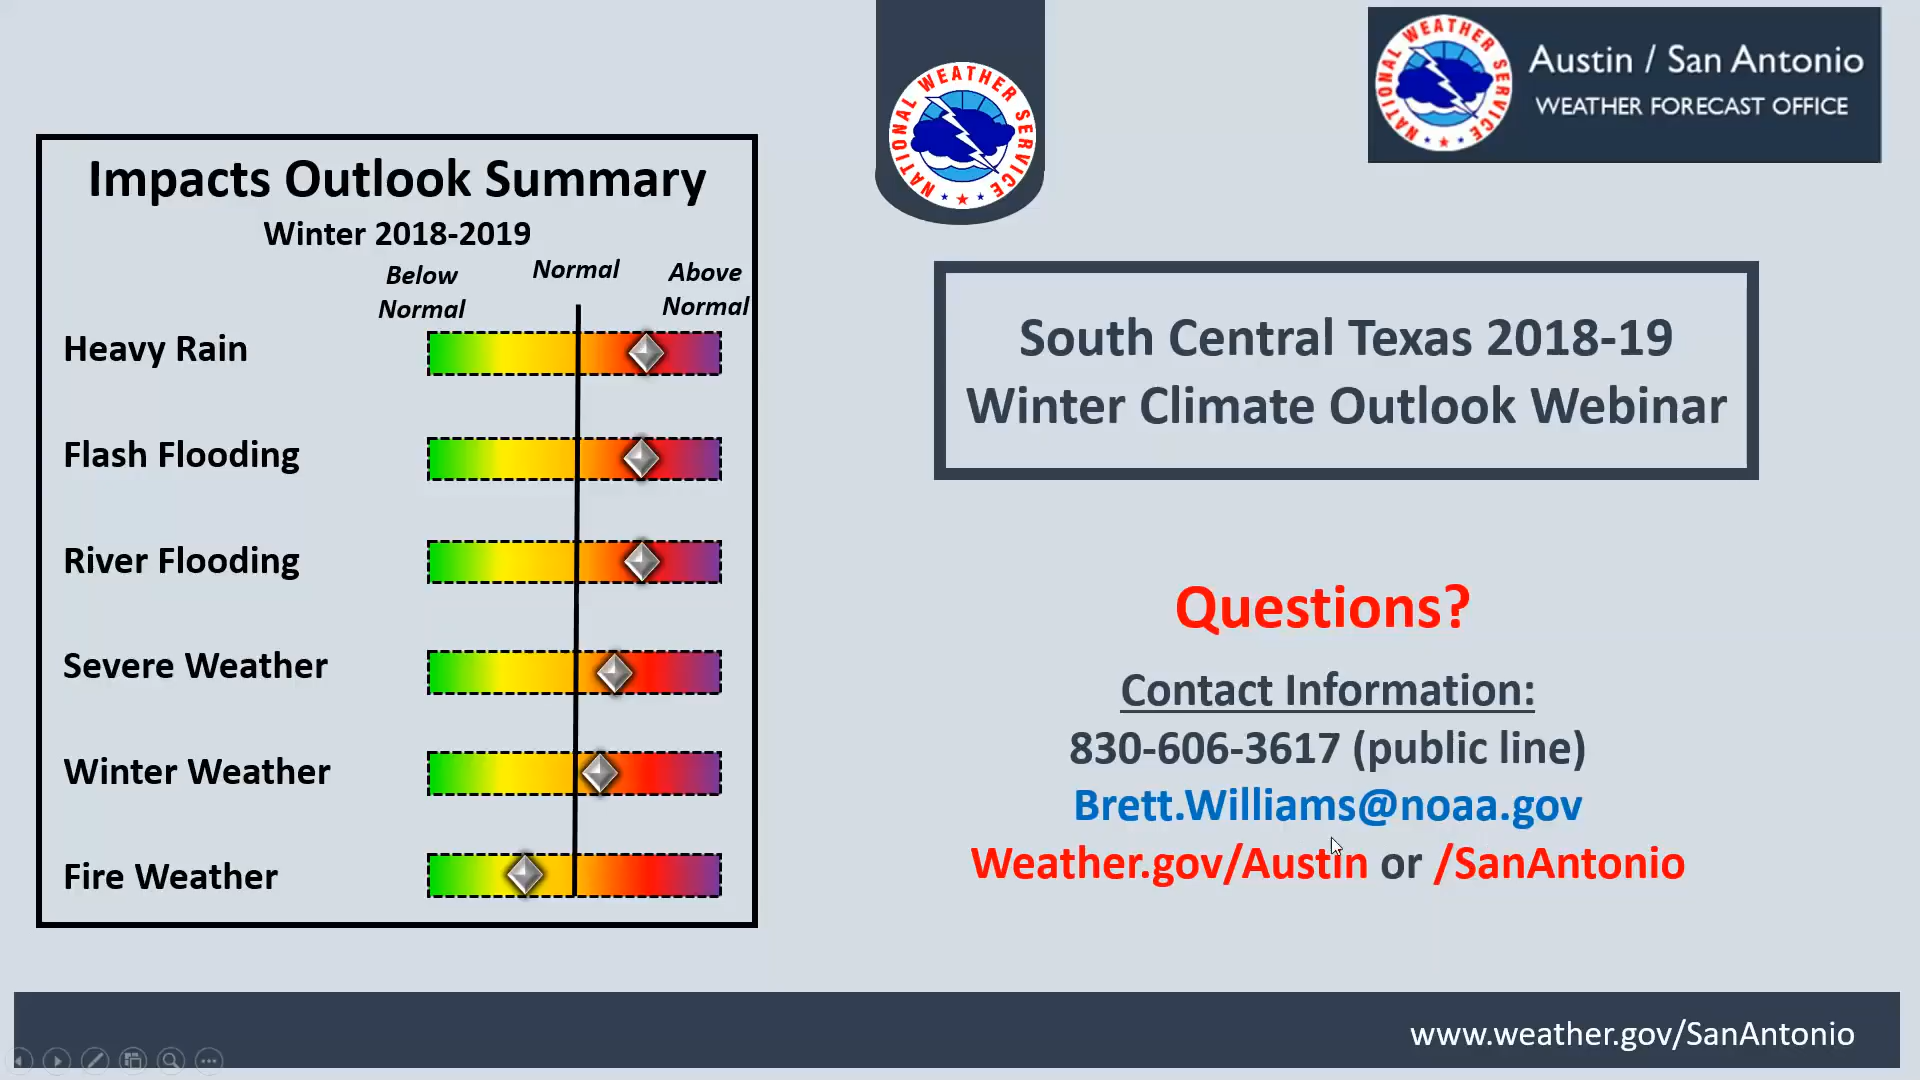 Impacts Outlook Summary
Winter 2018-2019
Below
Normal
Normal
Above
Normal
Heavy Rain
Flash Flooding
River Flooding
Severe Weather
Winter Weather
Fire Weather
NATIONAL WEATHER SERVICE
NATIONAL WEATHER SERVICE
Austin / San Antonio
WEATHER FORECAST OFFICE
South Central Texas 2018-19
Winter Climate Outlook Webinar
Questions?
Contact Information:
830-606-3617 (public line)
Brett.Williams@noaa.gov
Weather.gov/Austin or /SanAntonio
www.weather.gov/SanAntonio